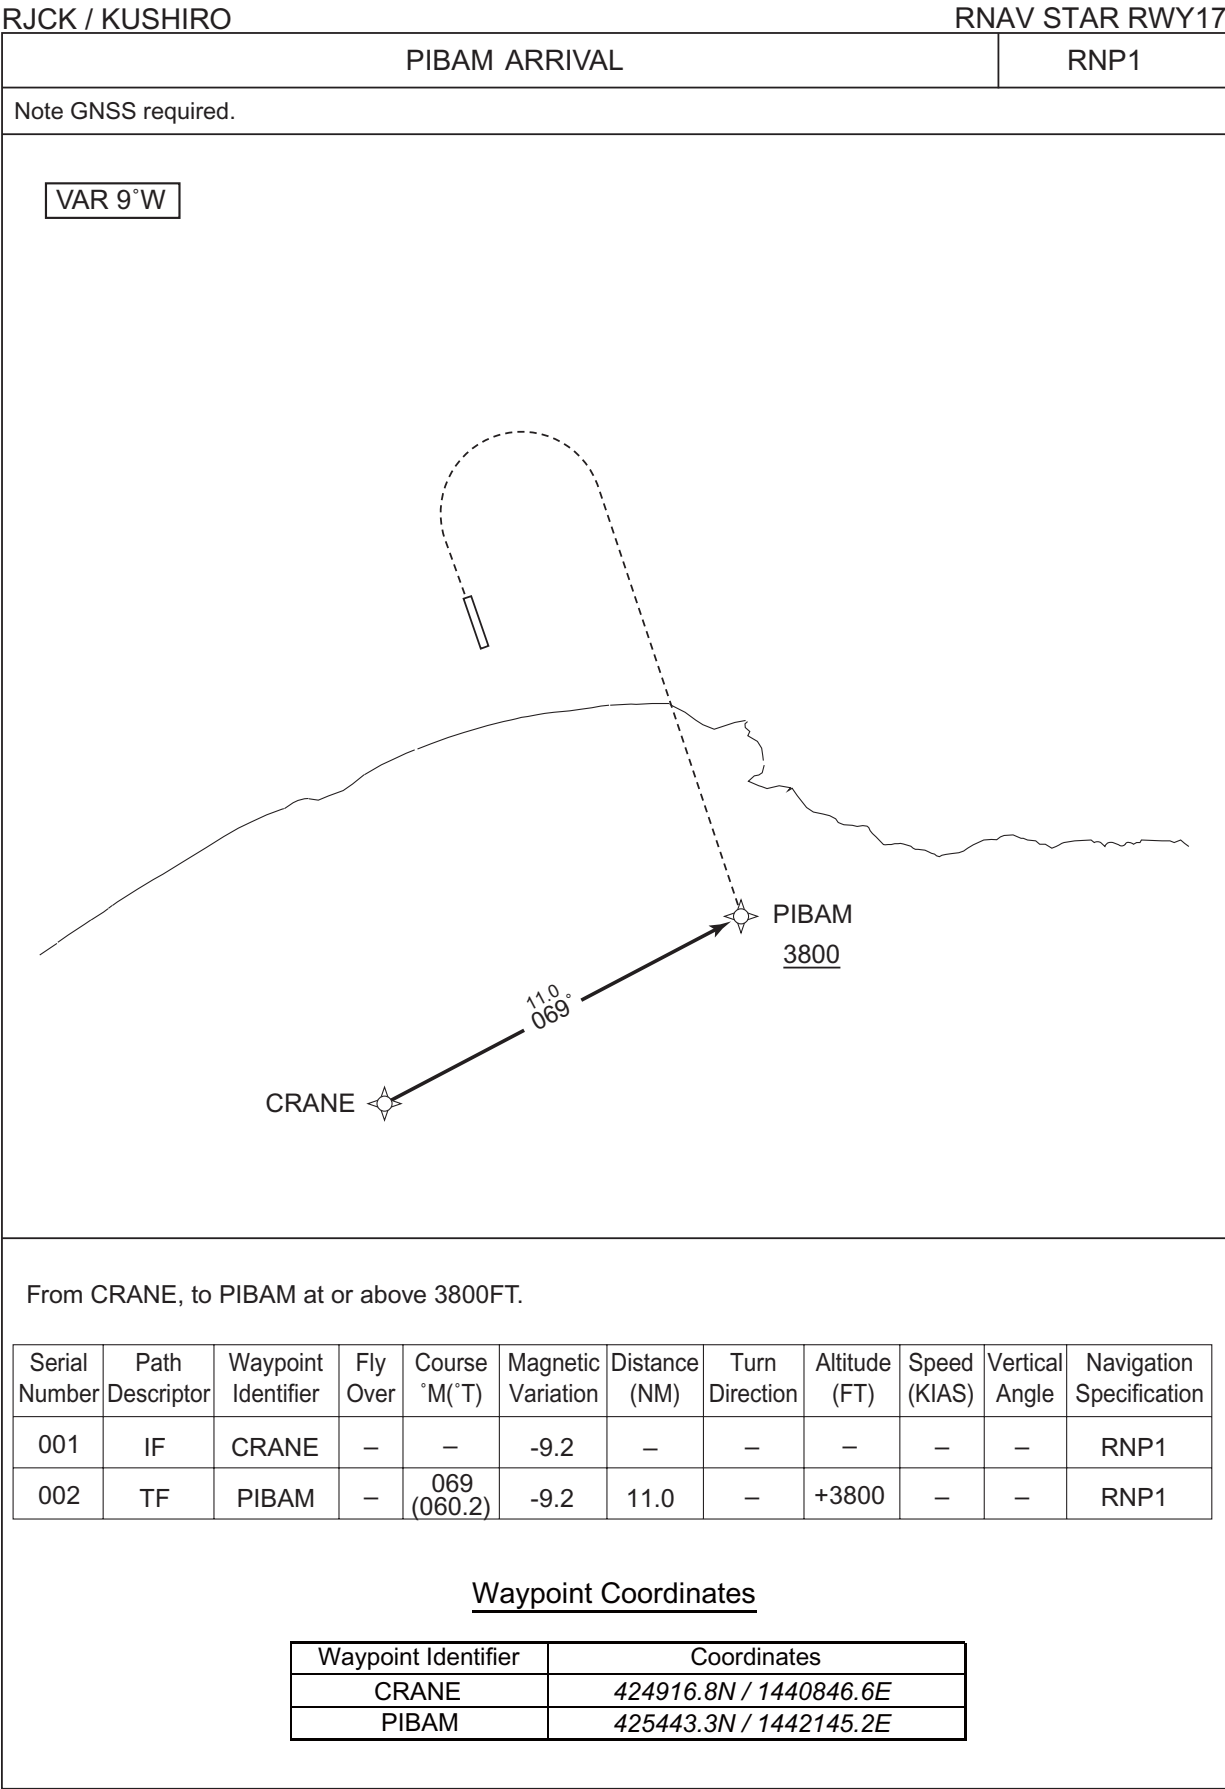 RJCK / KUSHIRO RNAV STAR RWY17
PIBAM ARRIVAL RNP1
Note GNSS required.
VAR 9˚W
PIBAM
3800
11.0
069˚
CRANE
From CRANE, to PIBAM at or above 3800FT.
Serial Path Waypoint Fly Course Magnetic Distance Turn Altitude Speed Vertical Navigation
Number Descriptor Identifier Over ˚M(˚T) Variation (NM) Direction (FT) (KIAS) Angle Specification
001 IF CRANE – – -9.2 – – – – – RNP1
002 TF PIBAM – 069 (060.2) -9.2 11.0 – +3800 – – RNP1
Waypoint Coordinates
Waypoint Identifier Coordinates
CRANE 424916.8N / 1440846.6E
PIBAM 425443.3N / 1442145.2E